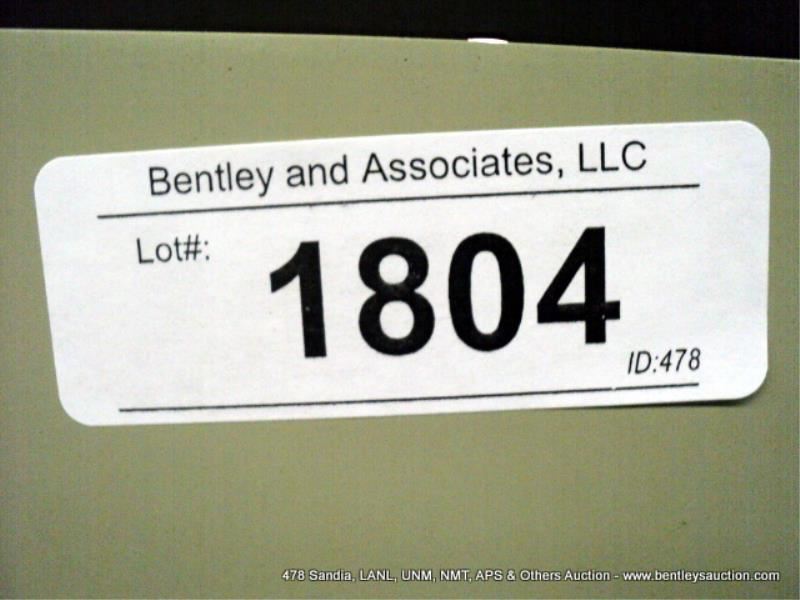 Bentley and Associates, LLC
Lot#: 1804
ID:478
478 Sandia, LANL, UNM, NMT, APS & Others Auction - www.bentleysauction.com